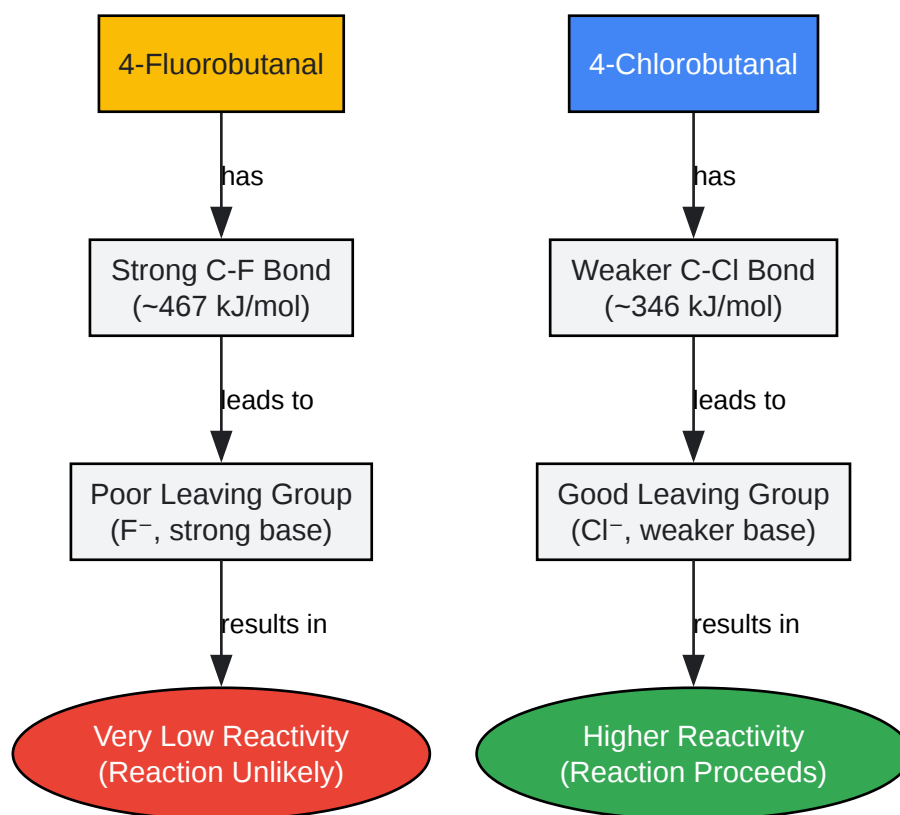 4-Fluorobutanal
has
Strong C-F Bond
(~467 kJ/mol)
leads to
Poor Leaving Group
(F⁻, strong base)
results in
Very Low Reactivity
(Reaction Unlikely)
4-Chlorobutanal
has
Weaker C-Cl Bond
(~346 kJ/mol)
leads to
Good Leaving Group
(Cl⁻, weaker base)
results in
Higher Reactivity
(Reaction Proceeds)